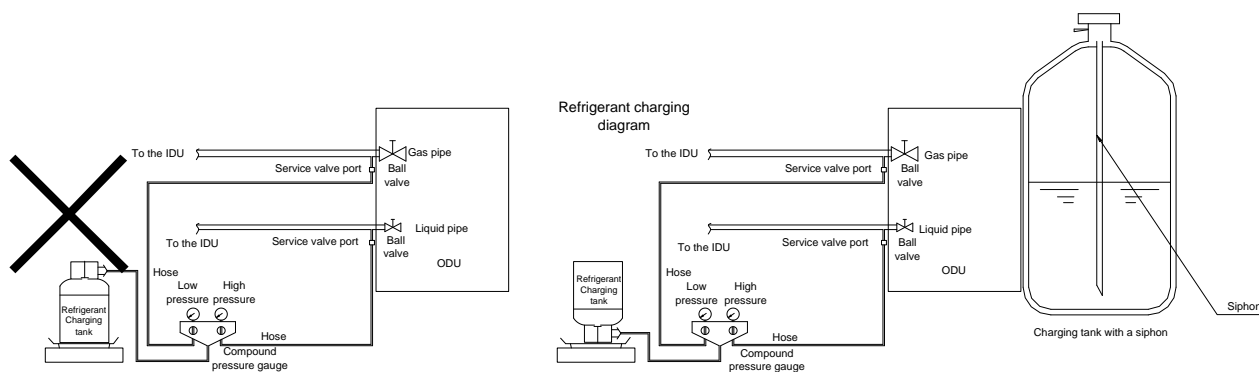 To the IDU
Gas pipe
Service valve port
Ball
valve
To the IDU
Service valve port
Liquid pipe
Ball
valve
ODU
Hose
Low
pressure
High
pressure
Refrigerant
Charging
tank
Hose
Compound
pressure gauge
Refrigerant charging
diagram
To the IDU
Gas pipe
Service valve port
Ball
valve
To the IDU
Service valve port
Liquid pipe
Ball
valve
ODU
Hose
Low
pressure
High
pressure
Refrigerant
Charging
tank
Hose
Compound
pressure gauge
Siphon
Charging tank with a siphon